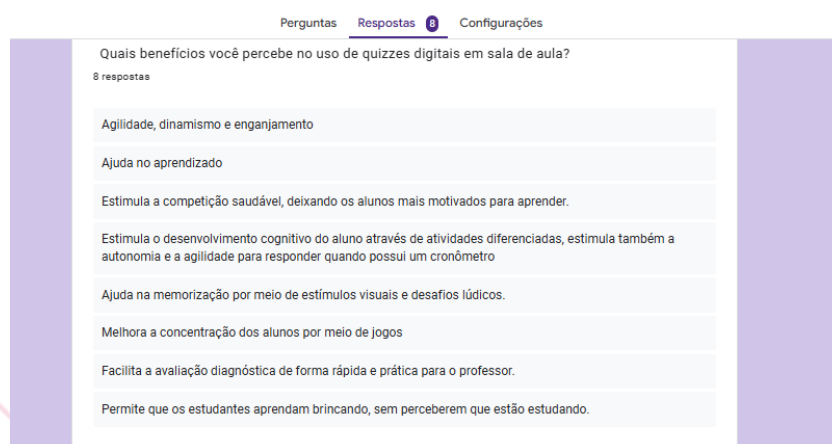 Perguntas Respostas 8 Configurações
Quais benefícios você percebe no uso de quizzes digitais em sala de aula?
8 respostas
Agilidade, dinamismo e enganjamento
Ajuda no aprendizado
Estimula a competição saudável, deixando os alunos mais motivados para aprender.
Estimula o desenvolvimento cognitivo do aluno através de atividades diferenciadas, estimula também a
autonomia e a agilidade para responder quando possui um cronômetro
Ajuda na memorização por meio de estímulos visuais e desafios lúdicos.
Melhora a concentração dos alunos por meio de jogos
Facilita a avaliação diagnóstica de forma rápida e prática para o professor.
Permite que os estudantes aprendam brincando, sem perceberem que estão estudando.